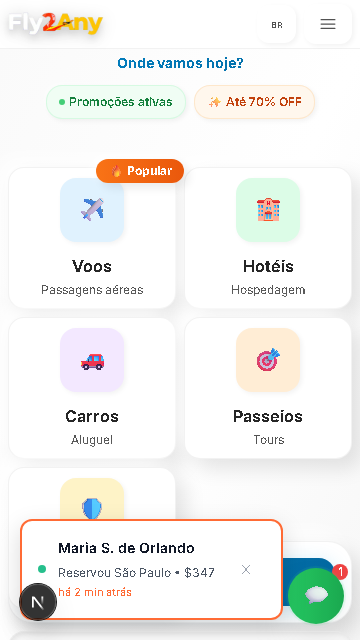 Fly2Any
BR
Onde vamos hoje?
Promoções ativas
Até 70% OFF
Popular
Voos
Passagens aéreas
Hotéis
Hospedagem
Carros
Aluguel
Passeios
Tours
Maria S. de Orlando
Reservou São Paulo • $347
há 2 min atrás
N
1